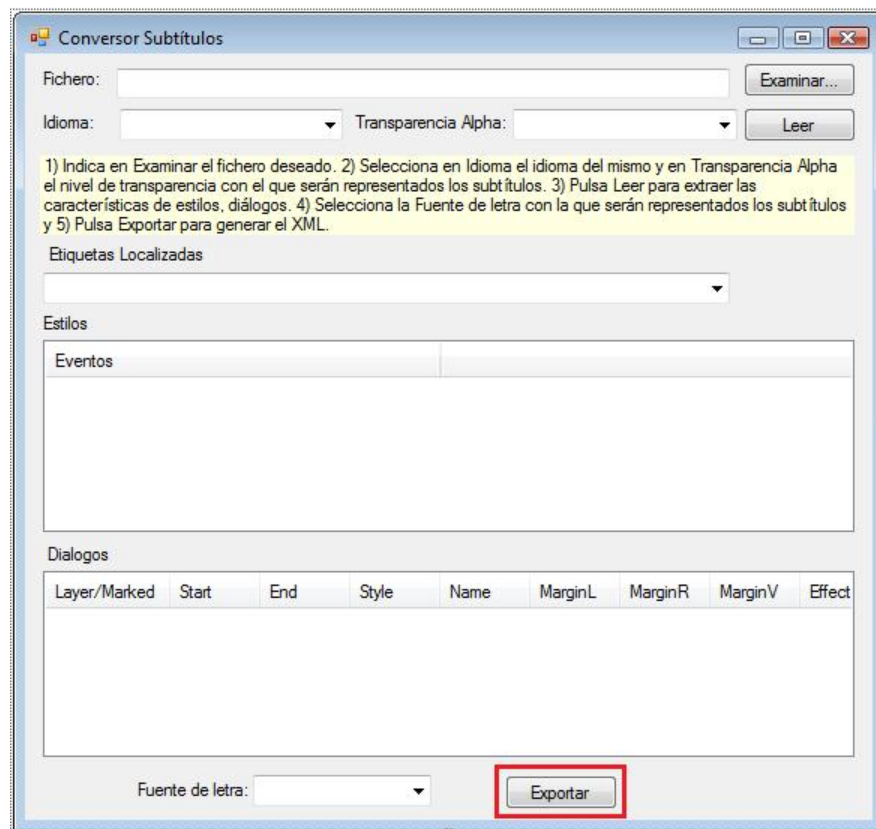 Conversor Subtítulos
Fichero:
Examinar...
Idioma:
Transparencia Alpha:
Leer
1) Indica en Examinar el fichero deseado. 2) Selecciona en Idioma el idioma del mismo y en Transparencia Alpha
el nivel de transparencia con el que serán representados los subtítulos. 3) Pulsa Leer para extraer las
características de estilos, diálogos. 4) Selecciona la Fuente de letra con la que serán representados los subtítulos
y 5) Pulsa Exportar para generar el XML.
Etiquetas Localizadas
Estilos
Eventos
Dialogos
Layer/Marked Start End Style Name MarginL MarginR MarginV Effect
Fuente de letra:
Exportar